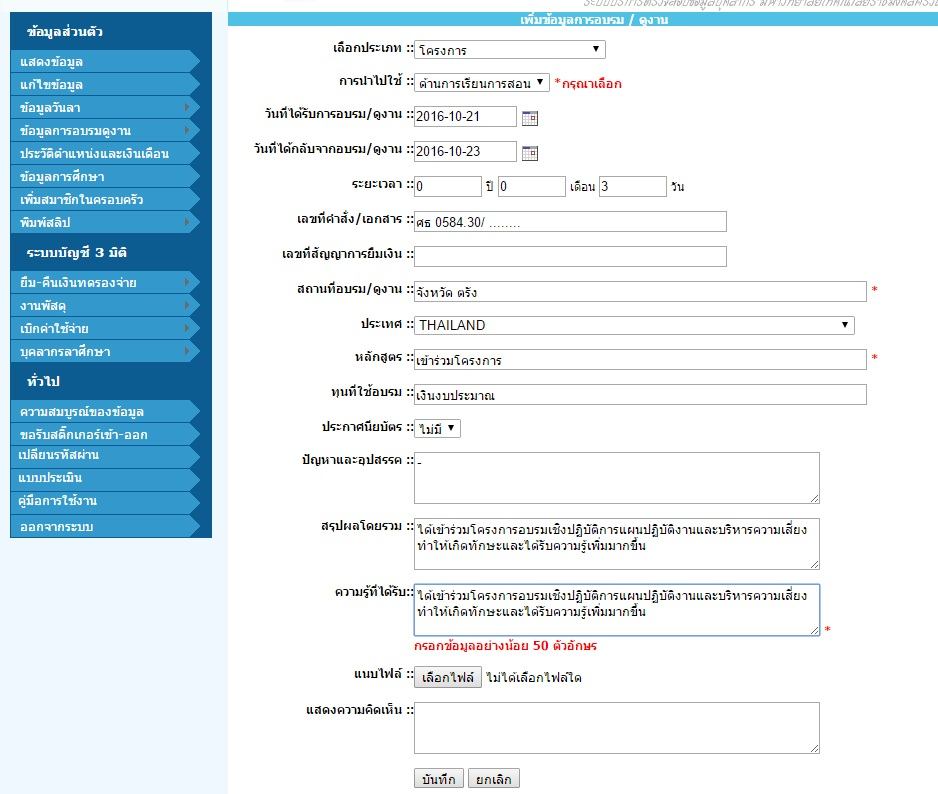 เพิ่มข้อมูลการอบรม / ดูงาน
ข้อมูลส่วนตัว
แสดงข้อมูล
แก้ไขข้อมูล
ข้อมูลวันลา
ข้อมูลการอบรมดูงาน
ประวัติตำแหน่งและเงินเดือน
ข้อมูลการศึกษา
เพิ่มสมาชิกในครอบครัว
พิมพ์สลิป
ระบบบัญชี 3 มิติ
ยืม-คืนเงินทดรองจ่าย
งานพัสดุ
เบิกค่าใช้จ่าย
บุคลากรลาศึกษา
ทั่วไป
ความสมบูรณ์ของข้อมูล
ขอรับสติ๊กเกอร์เข้า-ออก
เปลี่ยนรหัสผ่าน
แบบประเมิน
คู่มือการใช้งาน
ออกจากระบบ
เลือกประเภท :: โครงการ
การนำไปใช้ :: ด้านการเรียนการสอน *กรุณาเลือก
วันที่ได้รับการอบรม/ดูงาน :: 2016-10-21
วันที่ได้กลับจากอบรม/ดูงาน :: 2016-10-23
ระยะเวลา :: 0 ปี 0 เดือน 3 วัน
เลขที่คำสั่ง/เอกสาร :: ศธ 0584.30/ ........
เลขที่สัญญาการยืมเงิน ::
สถานที่อบรม/ดูงาน :: จังหวัด ตรัง *
ประเทศ :: THAILAND
หลักสูตร :: เข้าร่วมโครงการ *
ทุนที่ใช้อบรม :: เงินงบประมาณ
ประกาศนียบัตร :: ไม่มี
ปัญหาและอุปสรรค :: -
สรุปผลโดยรวม :: ได้เข้าร่วมโครงการอบรมเชิงปฏิบัติการแผนปฏิบัติงานและบริหารความเสี่ยง
ทำให้เกิดทักษะและได้รับความรู้เพิ่มมากขึ้น
ความรู้ที่ได้รับ:: ได้เข้าร่วมโครงการอบรมเชิงปฏิบัติการแผนปฏิบัติงานและบริหารความเสี่ยง
ทำให้เกิดทักษะและได้รับความรู้เพิ่มมากขึ้น *
กรอกข้อมูลอย่างน้อย 50 ตัวอักษร
แนบไฟล์ :: เลือกไฟล์ ไม่ได้เลือกไฟล์ใด
แสดงความคิดเห็น ::
บันทึก ยกเลิก